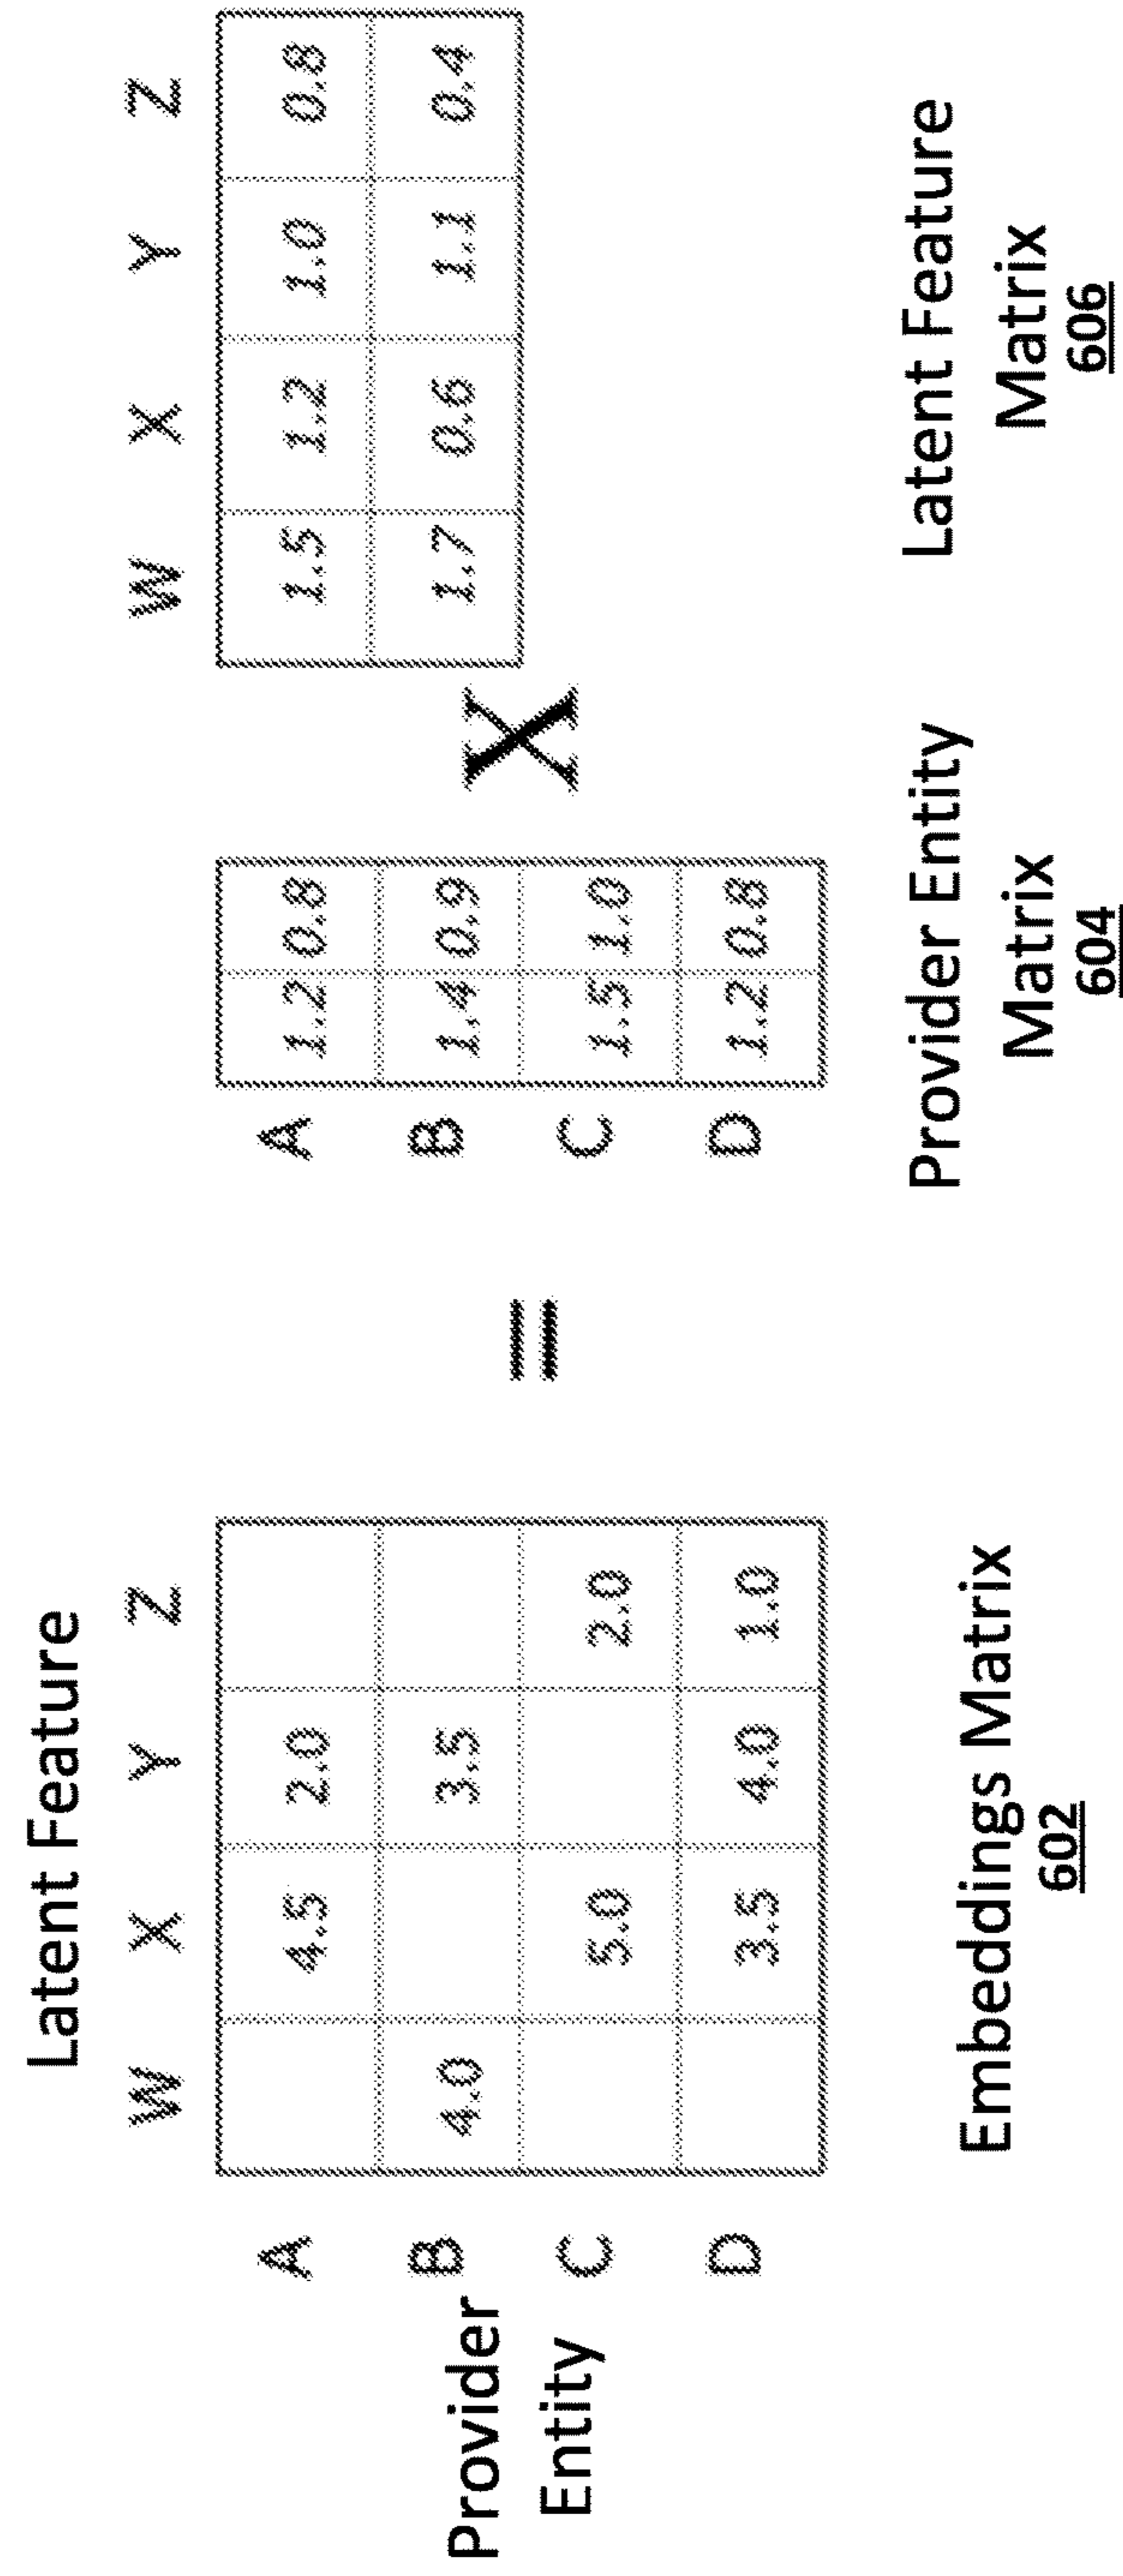 Latent Feature
W X Y Z
A 4.5 2.0
B 4.0 3.5
C 5.0 2.0
D 3.5 4.0 1.0
Provider
Entity
Embeddings Matrix
602
=
A 1.2 0.8
B 1.4 0.9
C 1.5 1.0
D 1.2 0.8
Provider Entity
Matrix
604
X
W X Y Z
1.5 1.2 1.0 0.8
1.7 0.6 1.1 0.4
Latent Feature
Matrix
606